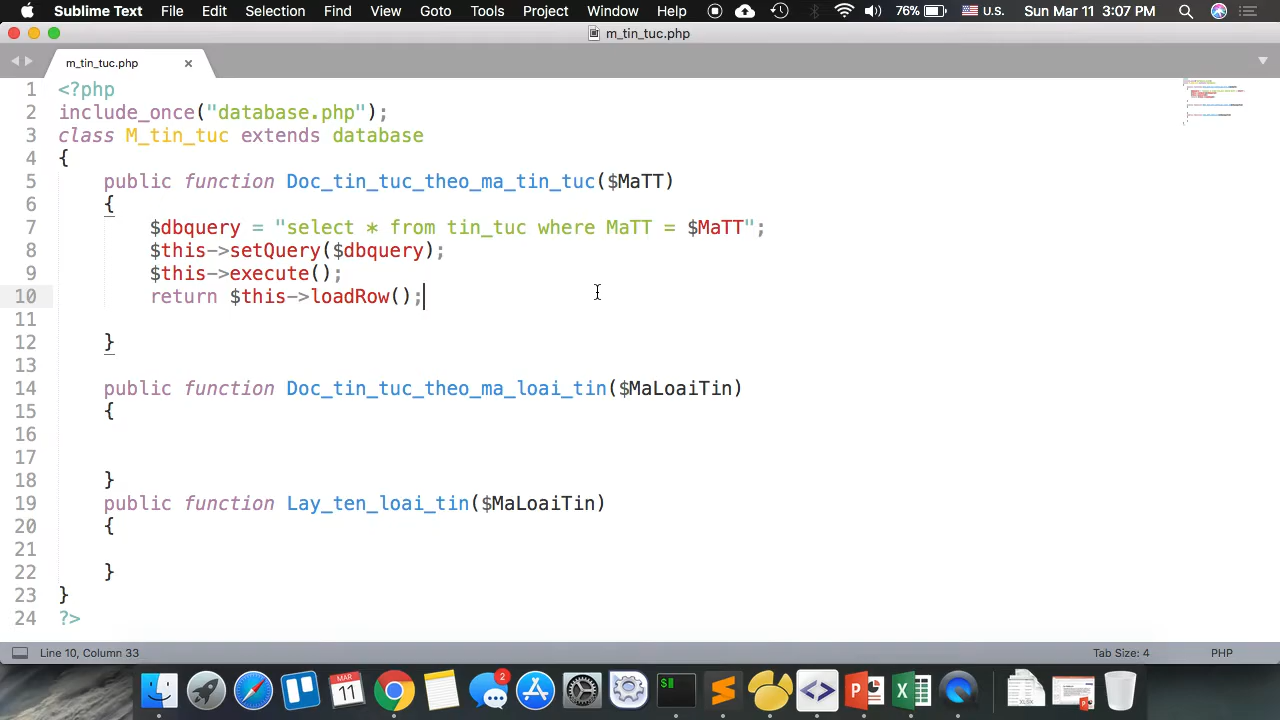 Sublime Text File Edit Selection Find View Goto Tools Project Window Help 76% U.S. Sun Mar 11 3:07 PM
m_tin_tuc.php
m_tin_tuc.php ×
1 <?php
2 include_once("database.php");
3 class M_tin_tuc extends database
4 {
5 public function Doc_tin_tuc_theo_ma_tin_tuc($MaTT)
6 {
7 $dbquery = "select * from tin_tuc where MaTT = $MaTT";
8 $this->setQuery($dbquery);
9 $this->execute();
10 return $this->loadRow();
11
12 }
13
14 public function Doc_tin_tuc_theo_ma_loai_tin($MaLoaiTin)
15 {
16
17
18 }
19 public function Lay_ten_loai_tin($MaLoaiTin)
20 {
21
22 }
23 }
24 ?>
Line 10, Column 33 Tab Size: 4 PHP
MAR
11
2